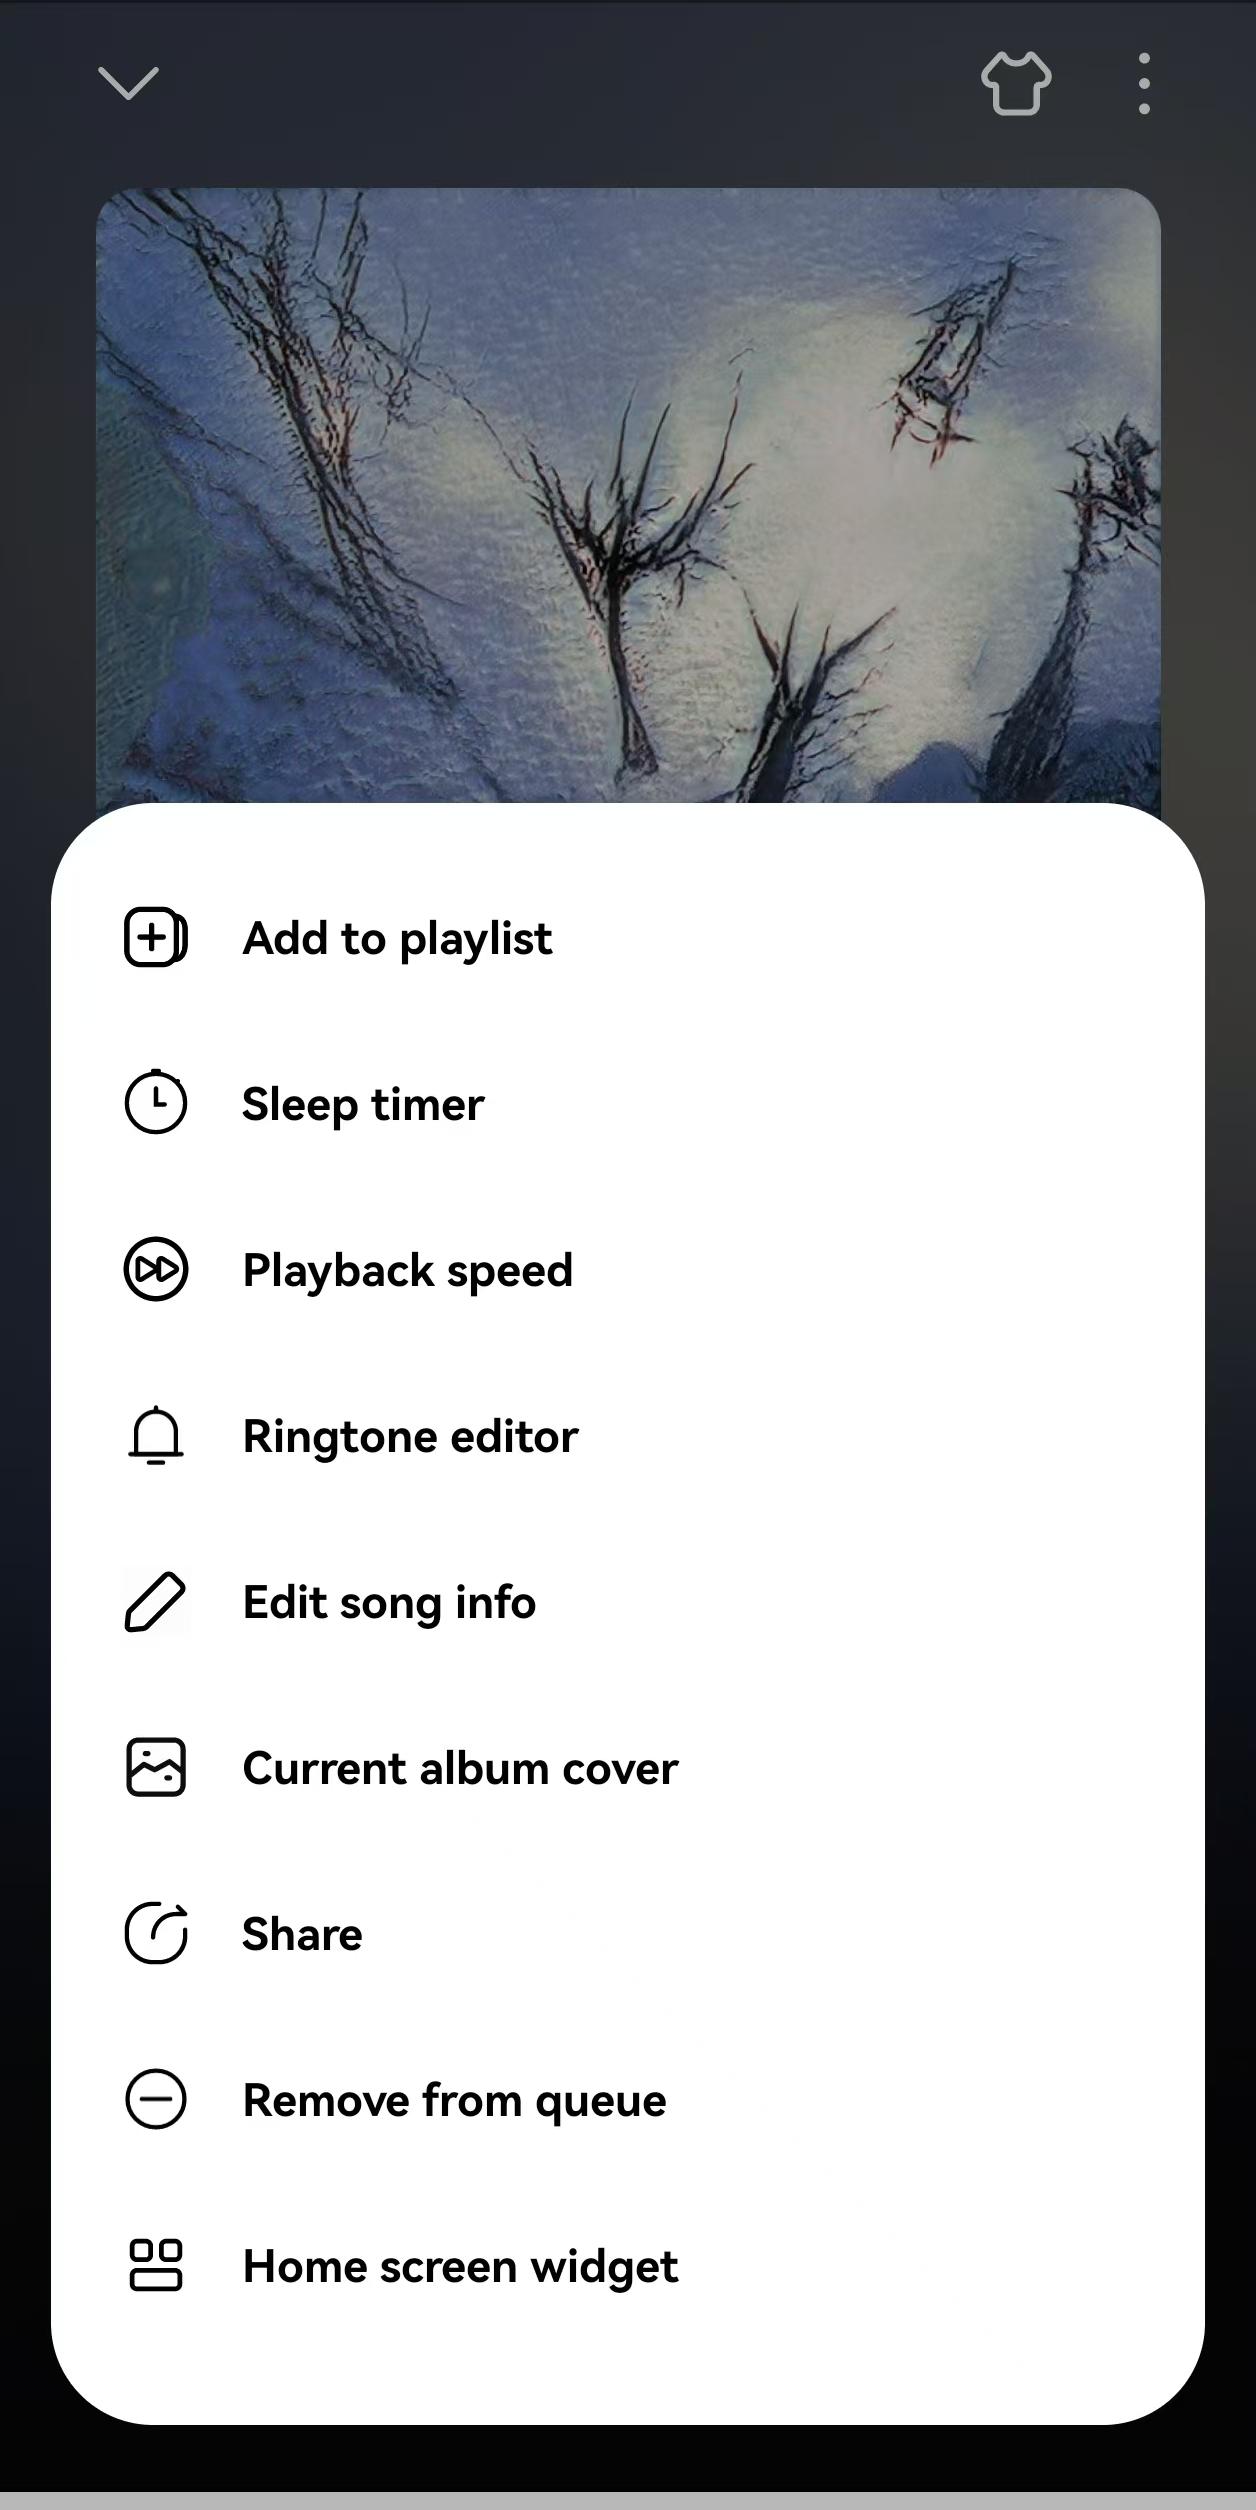 Add to playlist
Sleep timer
Playback speed
Ringtone editor
Edit song info
Current album cover
Share
Remove from queue
Home screen widget